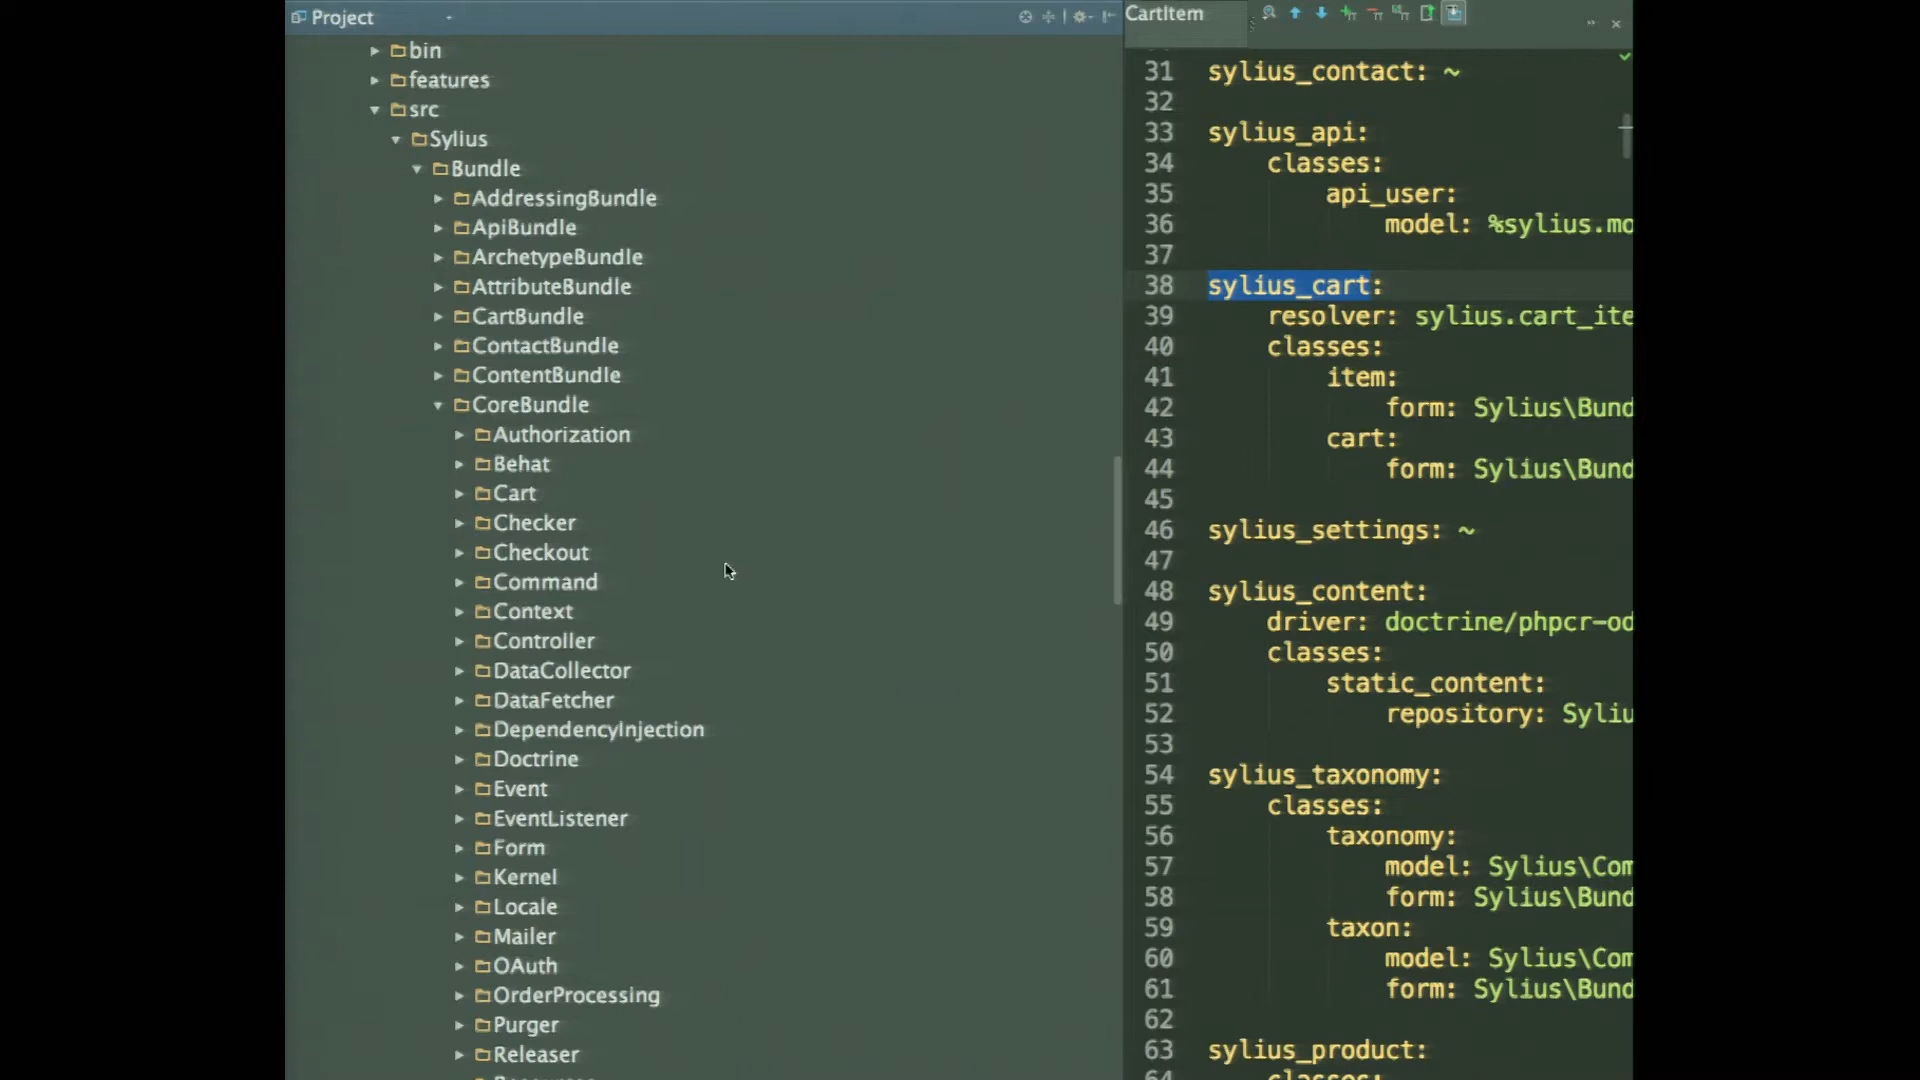 Project
bin
features
src
Sylius
Bundle
AddressingBundle
ApiBundle
ArchetypeBundle
AttributeBundle
CartBundle
ContactBundle
ContentBundle
CoreBundle
Authorization
Behat
Cart
Checker
Checkout
Command
Context
Controller
DataCollector
DataFetcher
DependencyInjection
Doctrine
Event
EventListener
Form
Kernel
Locale
Mailer
OAuth
OrderProcessing
Purger
Releaser
CartItem
31 sylius_contact: ~
32
33 sylius_api:
34 classes:
35 api_user:
36 model: %sylius.mo
37
38 sylius_cart:
39 resolver: sylius.cart_ite
40 classes:
41 item:
42 form: Sylius\Bund
43 cart:
44 form: Sylius\Bund
45
46 sylius_settings: ~
47
48 sylius_content:
49 driver: doctrine/phpcr-od
50 classes:
51 static_content:
52 repository: Syliu
53
54 sylius_taxonomy:
55 classes:
56 taxonomy:
57 model: Sylius\Com
58 form: Sylius\Bund
59 taxon:
60 model: Sylius\Com
61 form: Sylius\Bund
62
63 sylius_product:
64 classes: